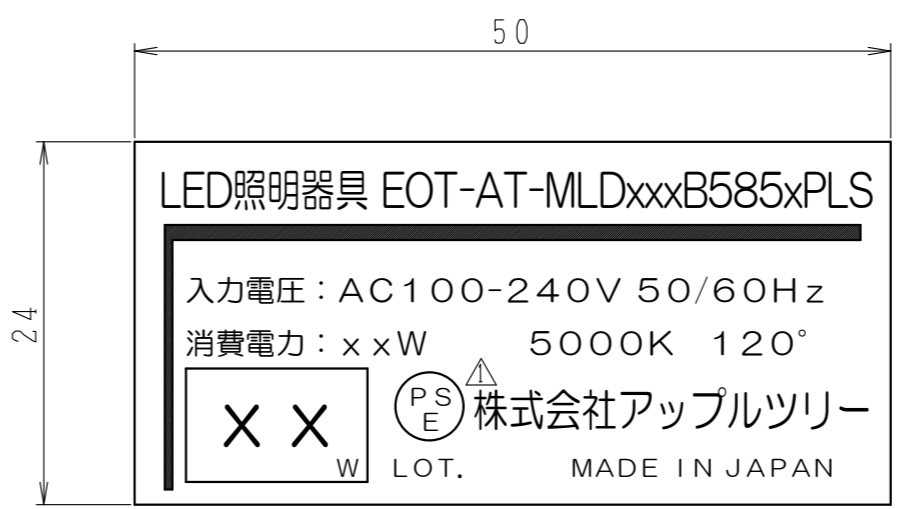 50
24
LED照明器具 EOT-AT-MLDxxxB585xPLS
入力電圧：AC100-240V 50/60Hz
消費電力：xxW 5000K 120°
1
PS
E
株式会社アップルツリー
XX
W
LOT. MADE IN JAPAN